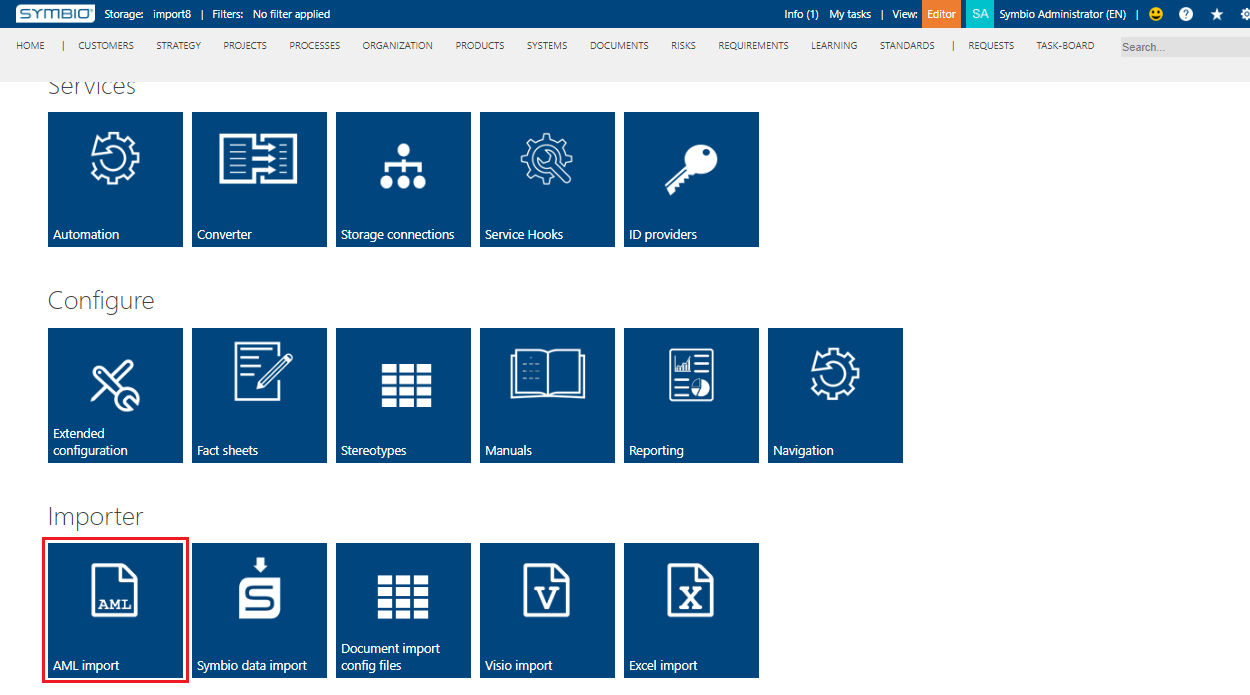 SYMBIO® Storage: import8 | Filters: No filter applied Info (1) My tasks | View: Editor SA Symbio Administrator (EN) | ?
HOME | CUSTOMERS STRATEGY PROJECTS PROCESSES ORGANIZATION PRODUCTS SYSTEMS DOCUMENTS RISKS REQUIREMENTS LEARNING STANDARDS | REQUESTS TASK-BOARD Search...
Services
Automation Converter Storage connections Service Hooks ID providers
Configure
Extended
configuration Fact sheets Stereotypes Manuals Reporting Navigation
Importer
AML S V X
Document import
AML import Symbio data import config files Visio import Excel import